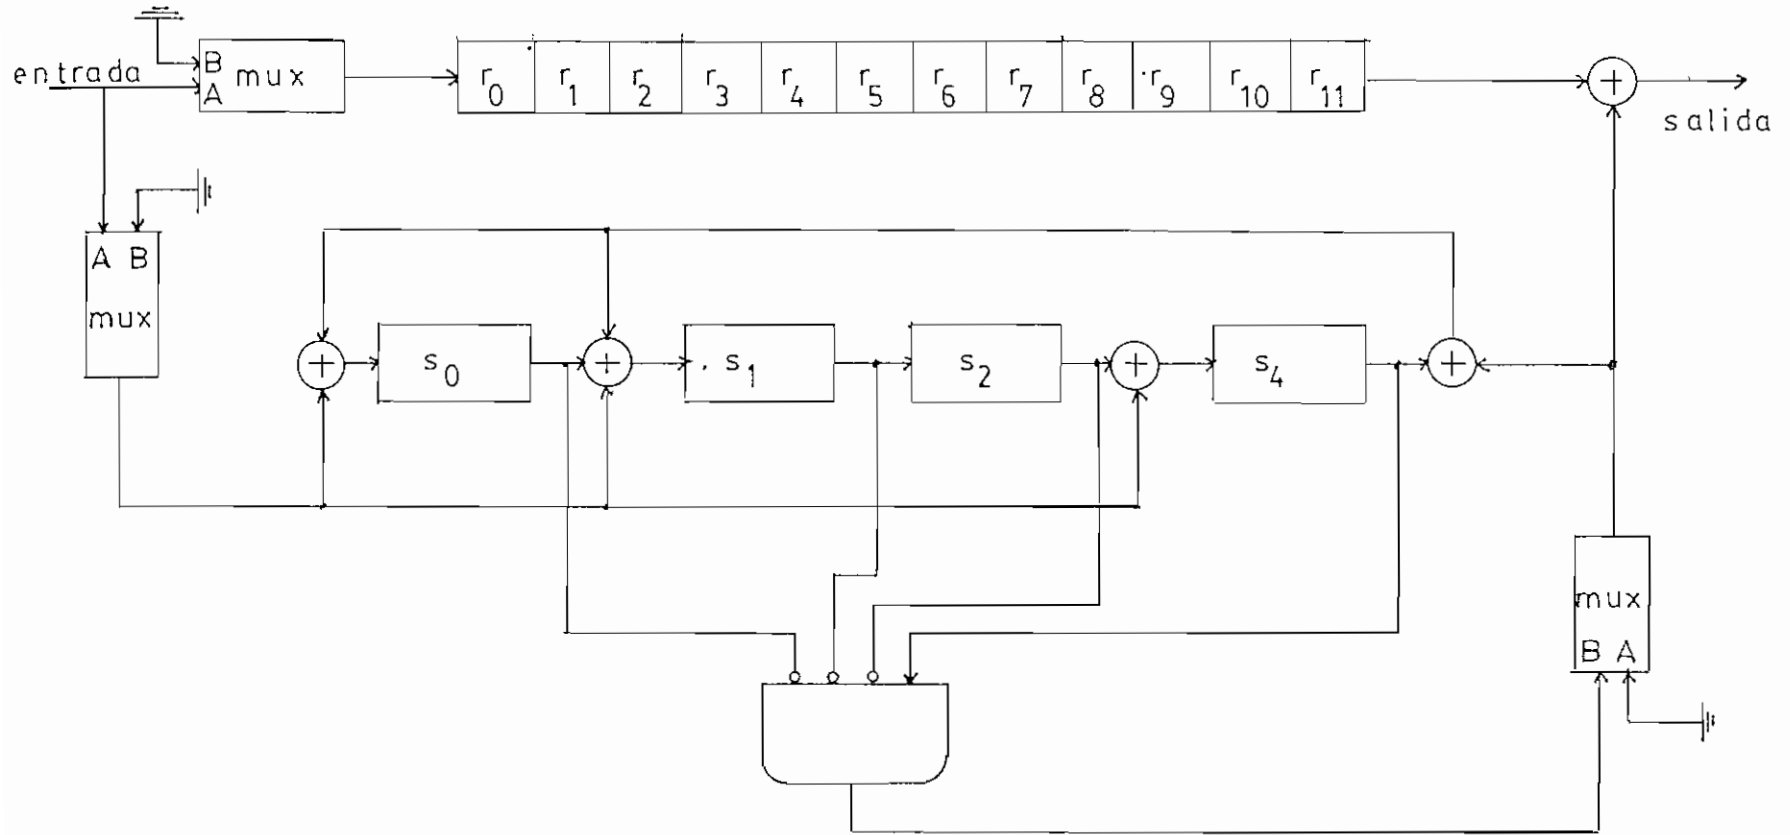 B
entrada
mux
A
r0 r1 r2 r3 r4 r5 r6 r7 r8 r9 r10 r11
+
salida
A B
mux
+ s0 + s1 s2 + s4 +
mux
B A